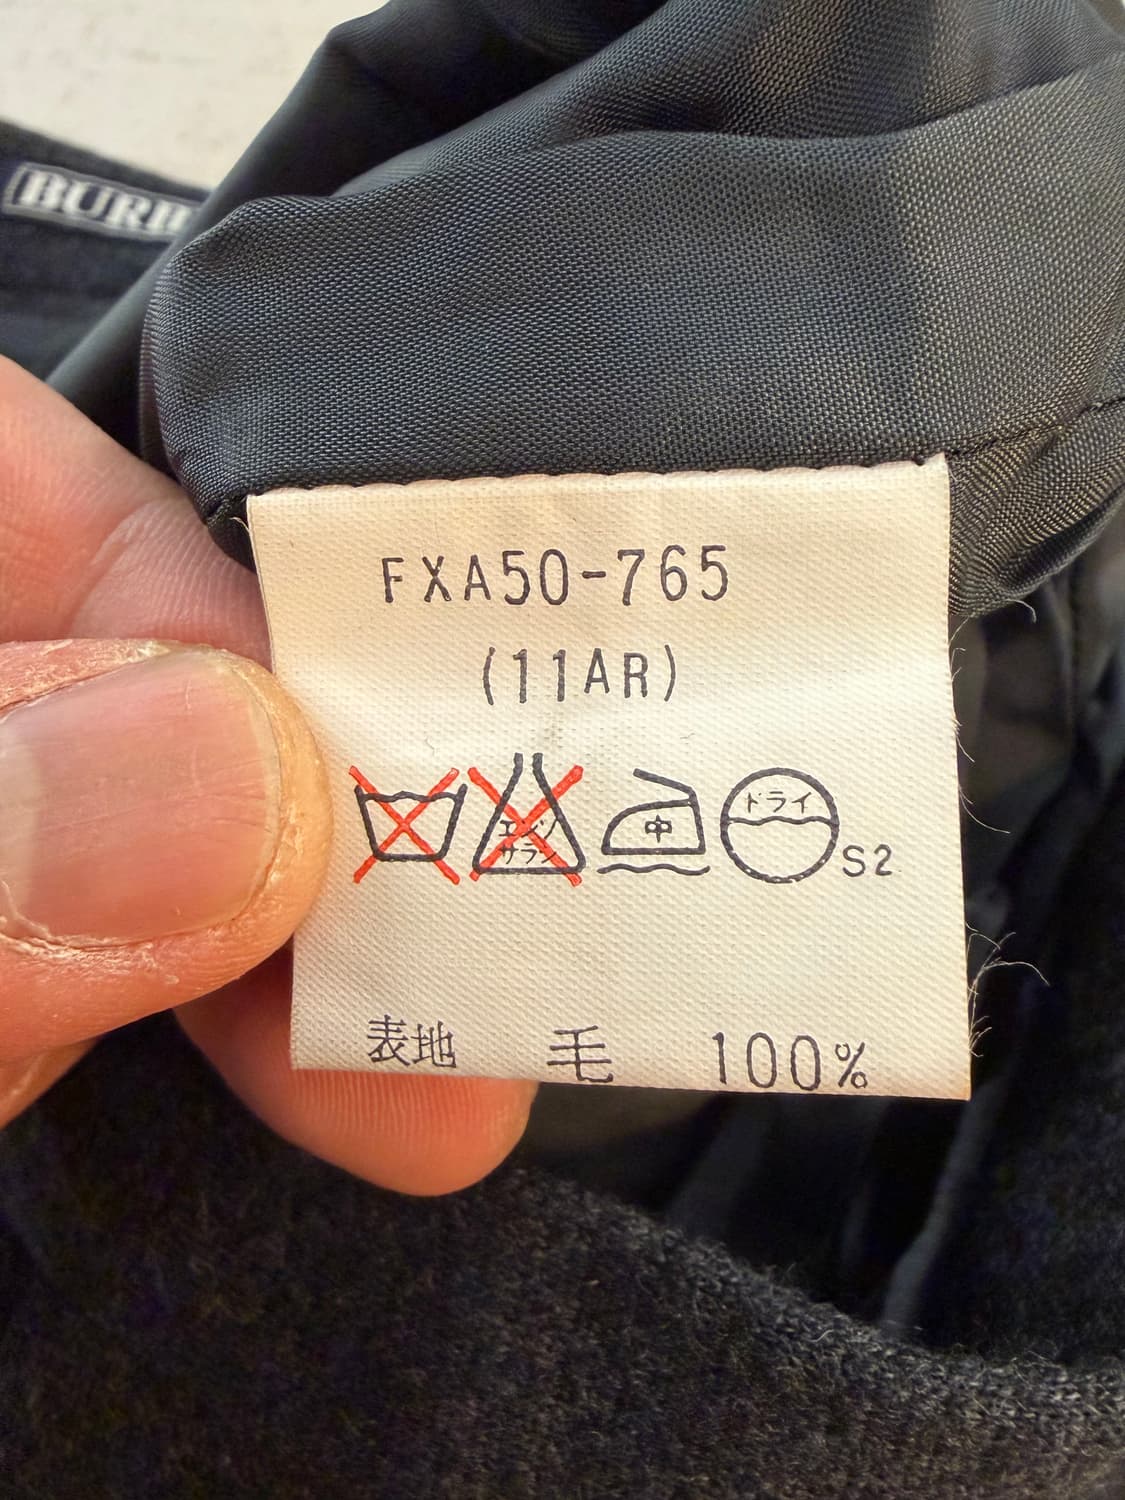 BURB
FXA50-765
(11AR)
エンソ
サラシ
中
ドライ
S2
表地 毛 100%